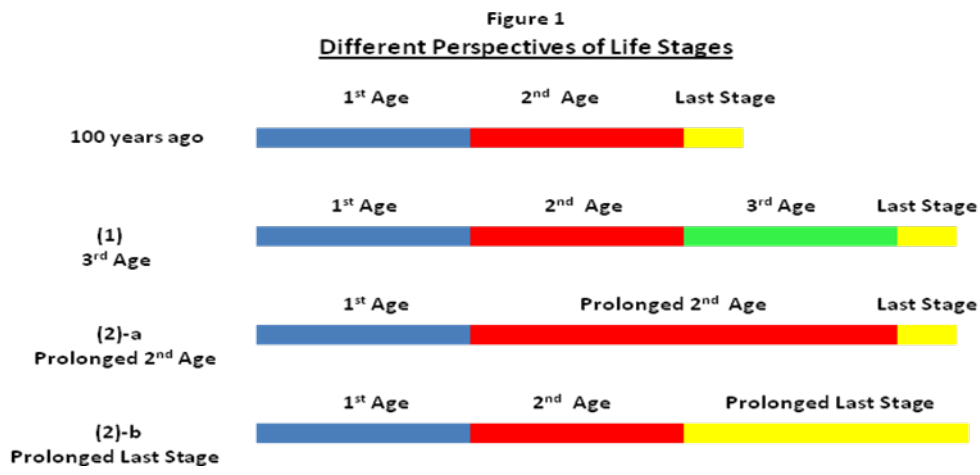 Figure 1
Different Perspectives of Life Stages
1st Age 2nd Age Last Stage
100 years ago
1st Age 2nd Age 3rd Age Last Stage
(1)
3rd Age
1st Age Prolonged 2nd Age Last Stage
(2)-a
Prolonged 2nd Age
1st Age 2nd Age Prolonged Last Stage
(2)-b
Prolonged Last Stage